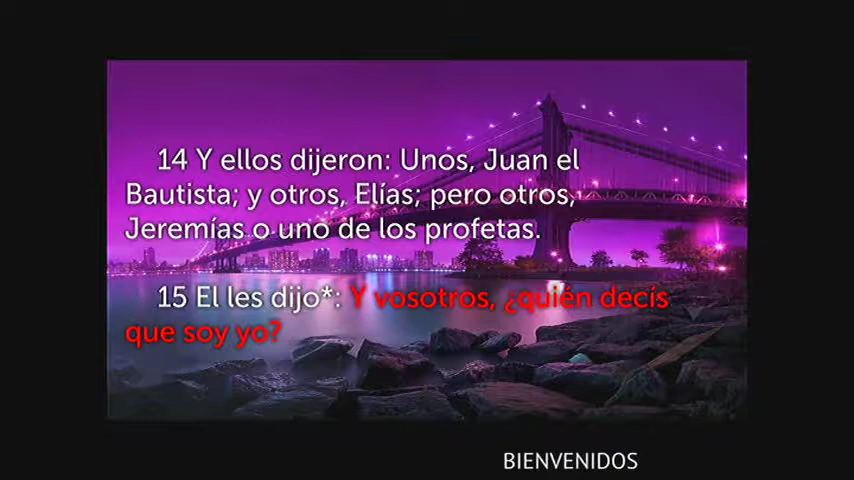 14 Y ellos dijeron: Unos, Juan el
Bautista; y otros, Elías; pero otros,
Jeremías o uno de los profetas.
15 El les dijo*: Y vosotros, ¿quién decís
que soy yo?
BIENVENIDOS